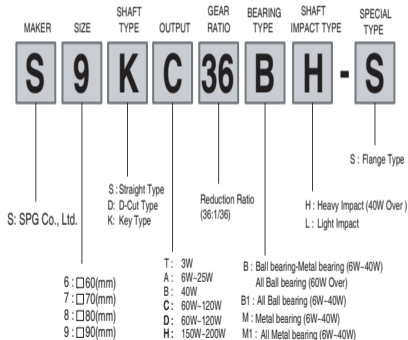 MAKER SIZE SHAFT TYPE OUTPUT GEAR RATIO BEARING TYPE SHAFT IMPACT TYPE SPECIAL TYPE
S 9 K C 36 B H - S
S : Flange Type
S: SPG Co., Ltd.
6 : □60(mm)
7 : □70(mm)
8 : □80(mm)
9 : □90(mm)
S : Straight Type
D: D-Cut Type
K: Key Type
T : 3W
A : 6W~25W
B : 40W
C : 60W~120W
D : 60W~120W
H : 150W~200W
Reduction Ratio
(36:1/36)
B : Ball bearing-Metal bearing (6W~40W)
All Ball bearing (60W Over)
B1 : All Ball bearing (6W~40W)
M : Metal bearing (6W~40W)
M1 : All Metal bearing (6W~40W)
H : Heavy Impact (40W Over )
L : Light Impact